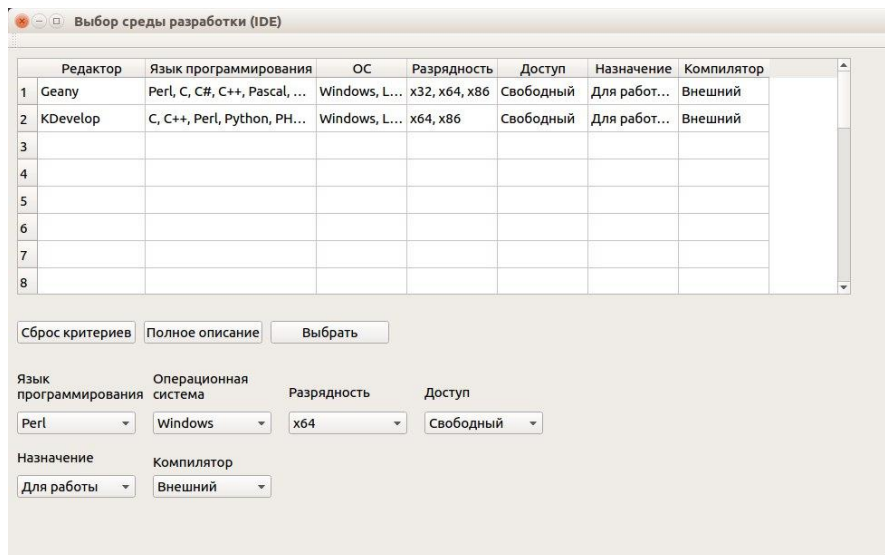 Выбор среды разработки (IDE)
Редактор Язык программирования ОС Разрядность Доступ Назначение Компилятор
1 Geany Perl, C, C#, C++, Pascal, ... Windows, L... x32, x64, x86 Свободный Для работ... Внешний
2 KDevelop C, C++, Perl, Python, PH... Windows, L... x64, x86 Свободный Для работ... Внешний
3
4
5
6
7
8
Сброс критериев Полное описание Выбрать
Язык программирования Операционная система Разрядность Доступ
Perl Windows x64 Свободный
Назначение Компилятор
Для работы Внешний